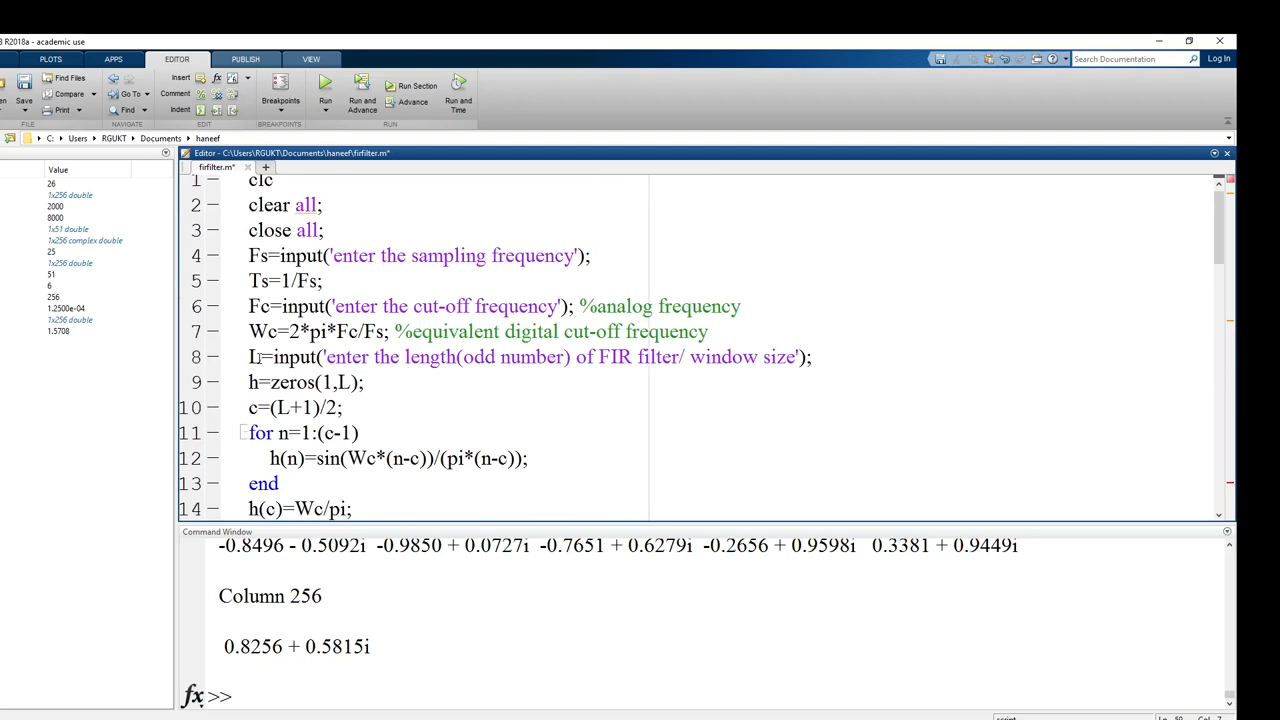 B R2018a - academic use
PLOTS APPS EDITOR PUBLISH VIEW Search Documentation Log In
Find Files Insert fx
Save Compare Go To Comment Breakpoints Run Run and Advance Run Section Advance Run and Time
Print Find Indent
FILE NAVIGATE EDIT BREAKPOINTS RUN
C: Users RGUKT Documents haneef
Editor - C:\Users\RGUKT\Documents\haneef\firfilter.m*
firfilter.m*
Value
26
1x256 double
2000
8000
1x51 double
1x256 complex double
25
1x256 double
51
6
256
1.2500e-04
1x256 double
1.5708
1 clc
2 clear all;
3 close all;
4 Fs=input('enter the sampling frequency');
5 Ts=1/Fs;
6 Fc=input('enter the cut-off frequency'); %analog frequency
7 Wc=2*pi*Fc/Fs; %equivalent digital cut-off frequency
8 L=input('enter the length(odd number) of FIR filter/ window size');
9 h=zeros(1,L);
10 c=(L+1)/2;
11 for n=1:(c-1)
12 h(n)=sin(Wc*(n-c))/(pi*(n-c));
13 end
14 h(c)=Wc/pi;
Command Window
-0.8496 - 0.5092i -0.9850 + 0.0727i -0.7651 + 0.6279i -0.2656 + 0.9598i 0.3381 + 0.9449i
Column 256
0.8256 + 0.5815i
fx >>
script